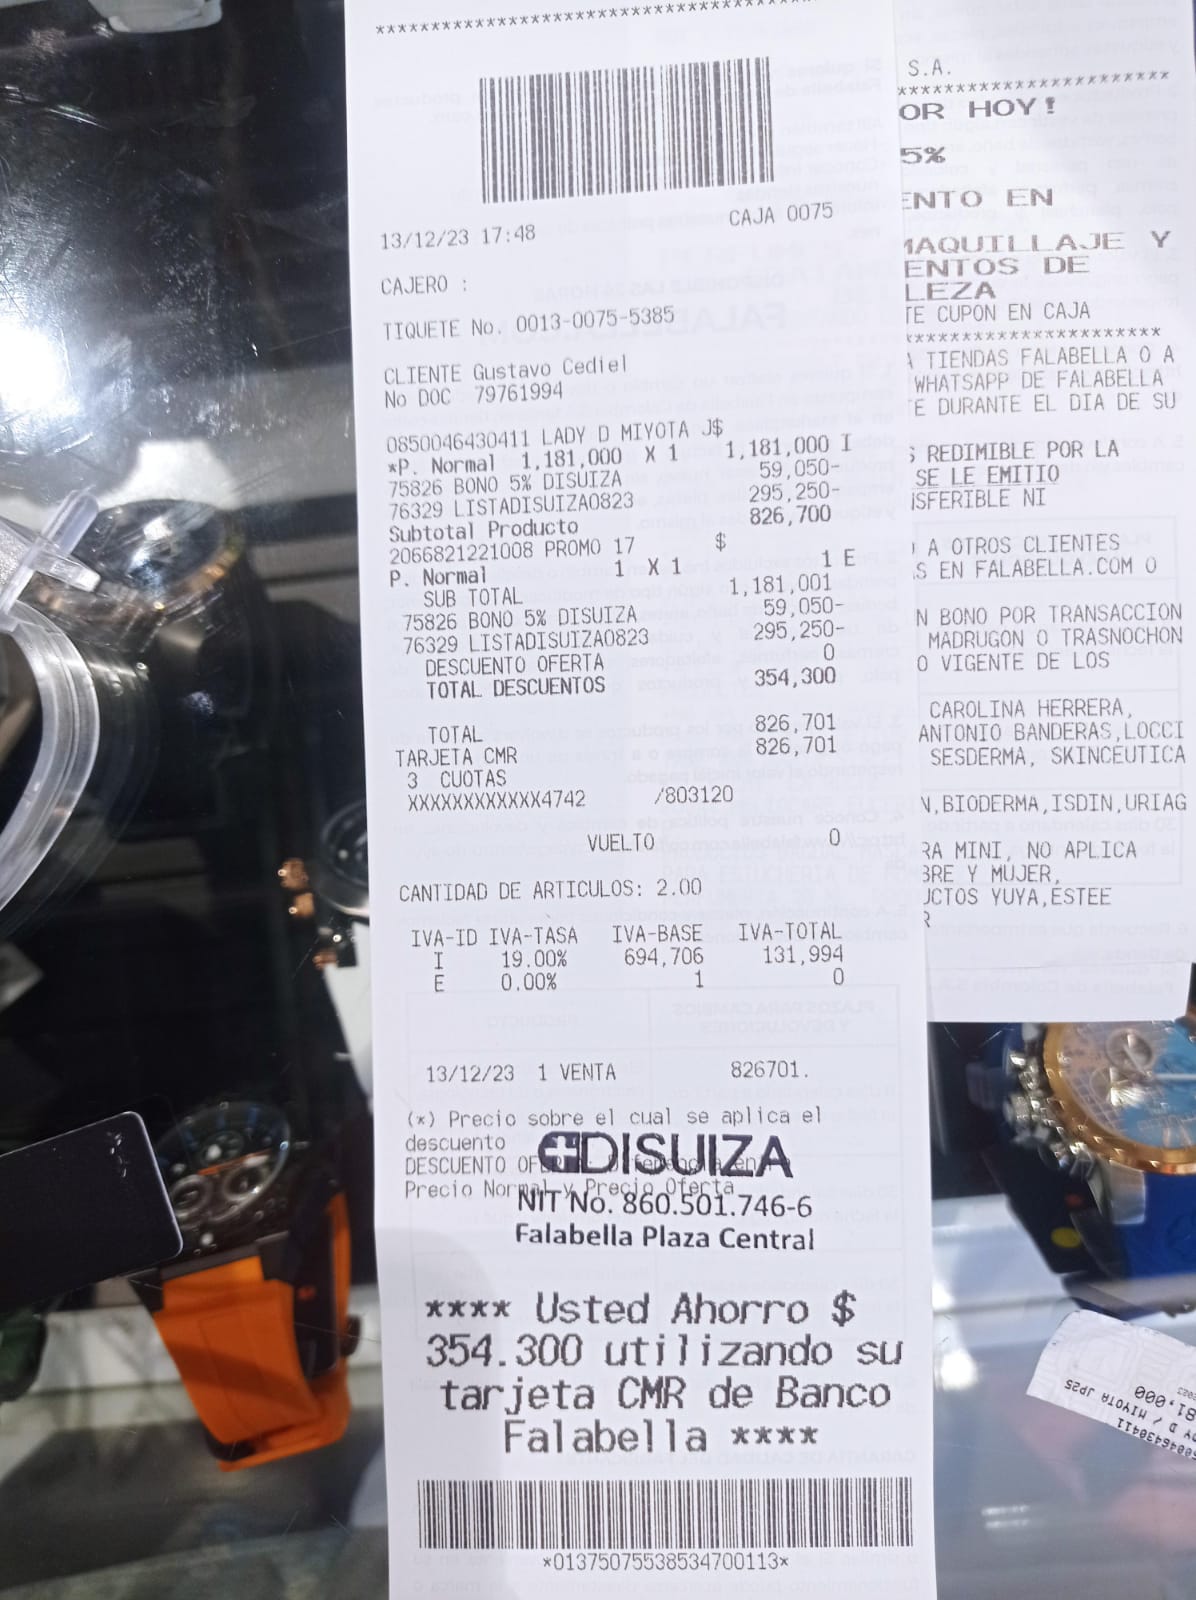 ****************************************
13/12/23 17:48 CAJA 0075
CAJERO :
TIQUETE No. 0013-0075-5385
CLIENTE Gustavo Cediel
No DOC 79761994
0850046430411 LADY D MIYOTA J$
*P. Normal 1,181,000 X 1 1,181,000 I
75826 BONO 5% DISUIZA 59,050-
76329 LISTADISUIZA0823 295,250-
Subtotal Producto 826,700
2066821221008 PROMO 17 $
P. Normal 1 X 1 1 E
SUB TOTAL 1,181,001
75826 BONO 5% DISUIZA 59,050-
76329 LISTADISUIZA0823 295,250-
DESCUENTO OFERTA 0
TOTAL DESCUENTOS 354,300
TOTAL 826,701
TARJETA CMR 826,701
3 CUOTAS
XXXXXXXXXXXX4742 /803120
VUELTO 0
CANTIDAD DE ARTICULOS: 2.00
IVA-ID IVA-TASA IVA-BASE IVA-TOTAL
I 19.00% 694,706 131,994
E 0.00% 1 0
13/12/23 1 VENTA 826701.
(*) Precio sobre el cual se aplica el
descuento
DISUIZA
DESCUENTO
Precio Normal y Precio Oferta
NIT No. 860.501.746-6
Falabella Plaza Central
**** Usted Ahorro $
354.300 utilizando su
tarjeta CMR de Banco
Falabella ****
*01375075538534700113*
S.A.
**************************
OR HOY!
5%
ENTO EN
MAQUILLAJE Y
ENTOS DE
LEZA
TE CUPON EN CAJA
**************************
A TIENDAS FALABELLA O A
WHATSAPP DE FALABELLA
TE DURANTE EL DIA DE SU
S REDIMIBLE POR LA
SE LE EMITIO
NSFERIBLE NI
A OTROS CLIENTES
S EN FALABELLA.COM O
N BONO POR TRANSACCION
MADRUGON O TRASNOCHON
O VIGENTE DE LOS
CAROLINA HERRERA,
ANTONIO BANDERAS,LOCCI
SESDERMA, SKINCEUTICA
N,BIODERMA,ISDIN,URIAG
RA MINI, NO APLICA
BRE Y MUJER,
UCTOS YUYA,ESTEE
R
D / MIYOTA JP25